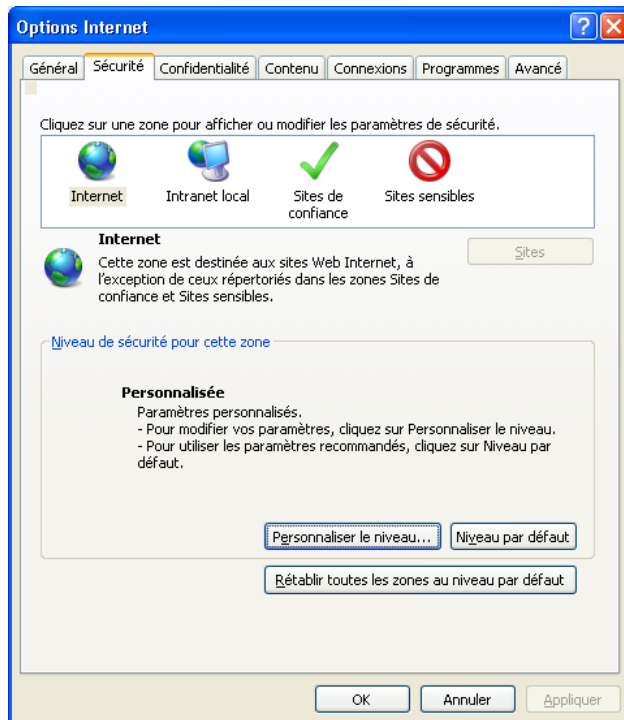 Options Internet
Général Sécurité Confidentialité Contenu Connexions Programmes Avancé
Cliquez sur une zone pour afficher ou modifier les paramètres de sécurité.
Internet Intranet local Sites de confiance Sites sensibles
Internet
Sites
Cette zone est destinée aux sites Web Internet, à
l'exception de ceux répertoriés dans les zones Sites de
confiance et Sites sensibles.
Niveau de sécurité pour cette zone
Personnalisée
Paramètres personnalisés.
- Pour modifier vos paramètres, cliquez sur Personnaliser le niveau.
- Pour utiliser les paramètres recommandés, cliquez sur Niveau par
défaut.
Personnaliser le niveau... Niveau par défaut
Rétablir toutes les zones au niveau par défaut
OK Annuler Appliquer